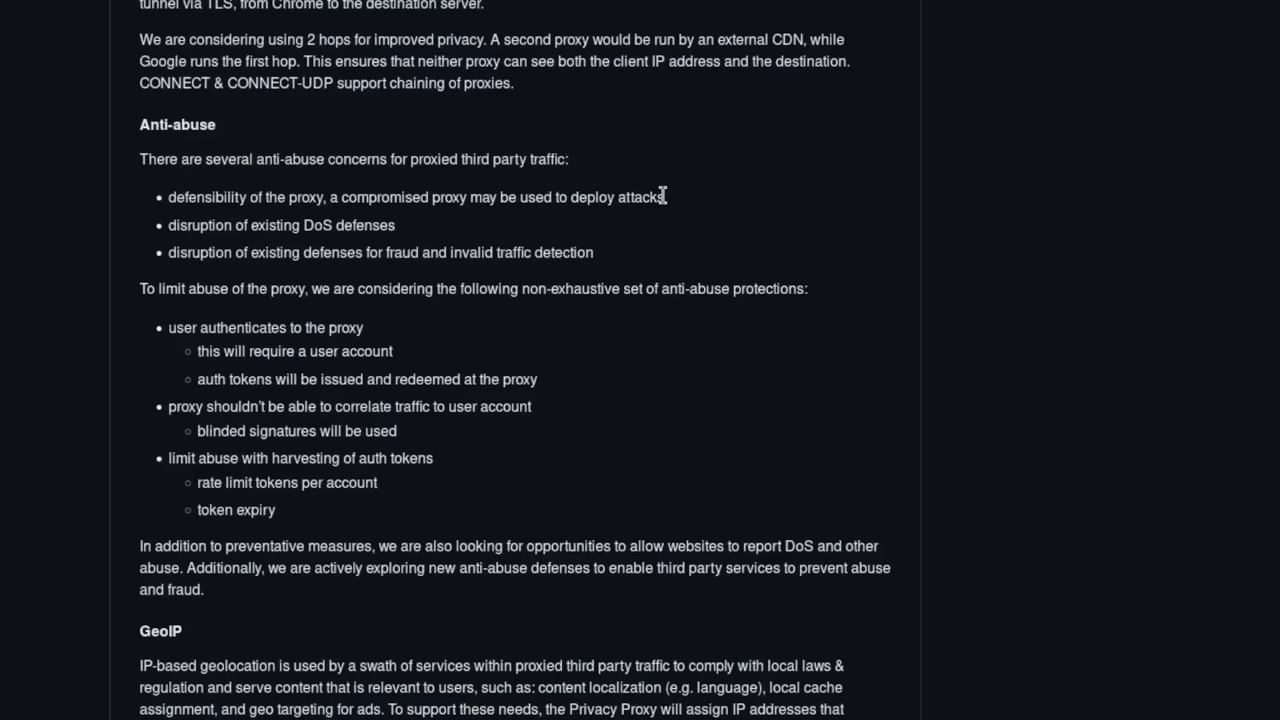 tunnel via TLS, from Chrome to the destination server.
We are considering using 2 hops for improved privacy. A second proxy would be run by an external CDN, while
Google runs the first hop. This ensures that neither proxy can see both the client IP address and the destination.
CONNECT & CONNECT-UDP support chaining of proxies.
Anti-abuse
There are several anti-abuse concerns for proxied third party traffic:
• defensibility of the proxy, a compromised proxy may be used to deploy attacks
• disruption of existing DoS defenses
• disruption of existing defenses for fraud and invalid traffic detection
To limit abuse of the proxy, we are considering the following non-exhaustive set of anti-abuse protections:
• user authenticates to the proxy
○ this will require a user account
○ auth tokens will be issued and redeemed at the proxy
• proxy shouldn't be able to correlate traffic to user account
○ blinded signatures will be used
• limit abuse with harvesting of auth tokens
○ rate limit tokens per account
○ token expiry
In addition to preventative measures, we are also looking for opportunities to allow websites to report DoS and other
abuse. Additionally, we are actively exploring new anti-abuse defenses to enable third party services to prevent abuse
and fraud.
GeoIP
IP-based geolocation is used by a swath of services within proxied third party traffic to comply with local laws &
regulation and serve content that is relevant to users, such as: content localization (e.g. language), local cache
assignment, and geo targeting for ads. To support these needs, the Privacy Proxy will assign IP addresses that